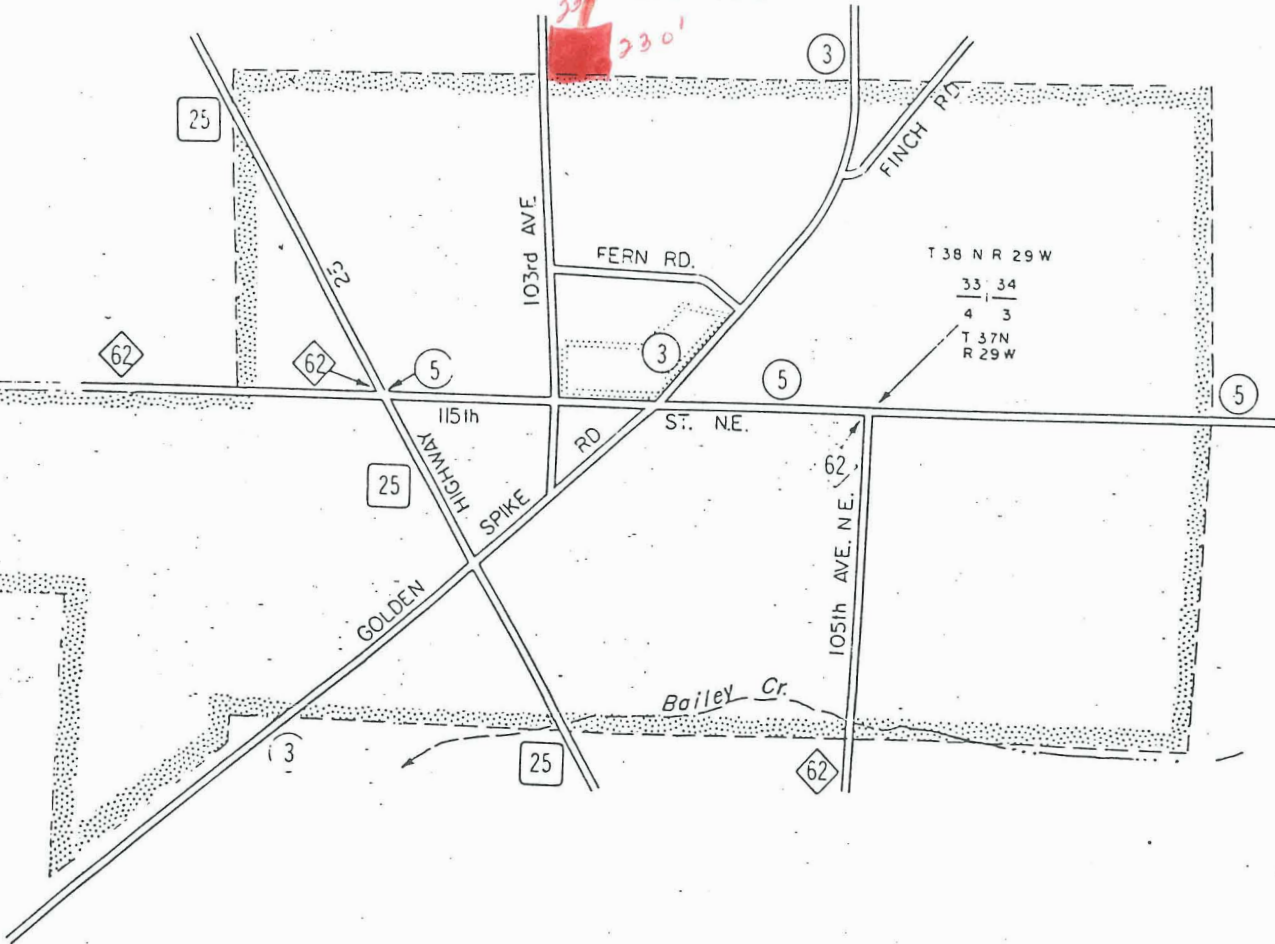 230'
3
25
FINCH RD
103rd AVE.
FERN RD.
T 38 N R 29 W
33 34
4 3
T 37N
R 29W
25
62
62
5
3
5
5
115th
ST. N.E.
HIGHWAY
25
62
GOLDEN SPIKE RD
105th AVE. N.E.
Bailey Cr.
3
25
62